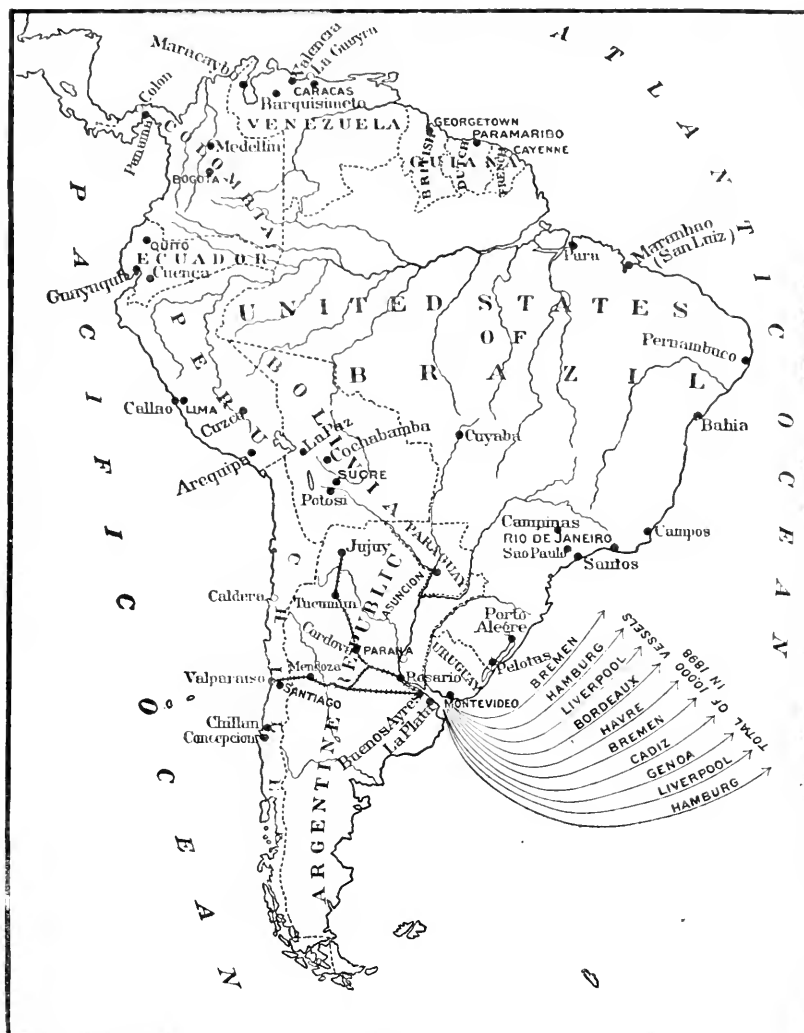 ATLANTIC OCEAN
PACIFIC OCEAN
Maracaybo
Valencia
La Guayra
CARACAS
Barquisimeto
VENEZUELA
Colon
Panama
COLOMBIA
Medellin
BOGOTA
GEORGETOWN
PARAMARIBO
CAYENNE
GUIANA
BRITISH
DUTCH
FRENCH
QUITO
ECUADOR
Guayaquil
Cuenca
Para
Maranhao
(San Luiz)
UNITED STATES
OF
BRAZIL
Pernambuco
Bahia
PERU
Callao
LIMA
Cuzco
Arequipa
BOLIVIA
La Paz
Cochabamba
SUCRE
Potosi
Cuyaba
Campinas
RIO DE JANEIRO
Sao Paulo
Santos
Campos
PARAGUAY
ASUNCION
Jujuy
CHILI
Caldera
Tucuman
Cordova
PARANA
ARGENTINE REPUBLIC
Porto
Alegre
Pelotas
URUGUAY
Valparaiso
Mendoza
SANTIAGO
Rosario
MONTEVIDEO
Buenos Ayres
La Plata
Chillan
Concepcion
BREMEN
HAMBURG
LIVERPOOL
BORDEAUX
HAVRE
BREMEN
CADIZ
GENOA
LIVERPOOL
HAMBURG
TOTAL OF 10000 VESSELS
IN 1898